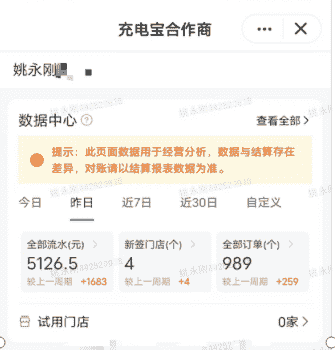 充电宝合作商
姚永刚
数据中心
查看全部
提示：此页面数据用于经营分析，数据与结算存在
差异，对账请以结算报表数据为准。
今日 昨日 近7日 近30日 自定义
全部流水(元) 新签门店(个) 全部订单(个)
5126.5 4 989
较上一周期 +1683 较上一周期 +4 较上一周期 +259
试用门店 0家